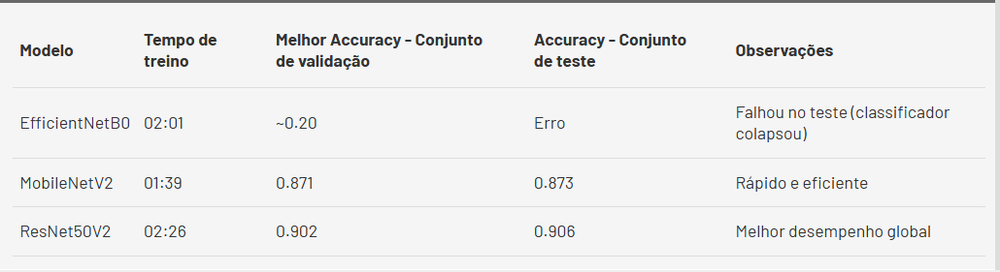 Modelo
Tempo de
treino
Melhor Accuracy - Conjunto
de validação
Accuracy - Conjunto
de teste
Observações
EfficientNetB0
02:01
~0.20
Erro
Falhou no teste (classificador
colapsou)
MobileNetV2
01:39
0.871
0.873
Rápido e eficiente
ResNet50V2
02:26
0.902
0.906
Melhor desempenho global